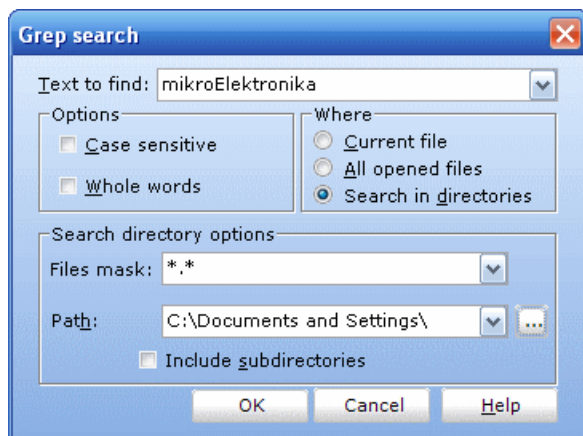 Grep search
Text to find: mikroElektronika
Options
Case sensitive
Whole words
Where
Current file
All opened files
Search in directories
Search directory options
Files mask: *.*
Path: C:\Documents and Settings\ ...
Include subdirectories
OK Cancel Help